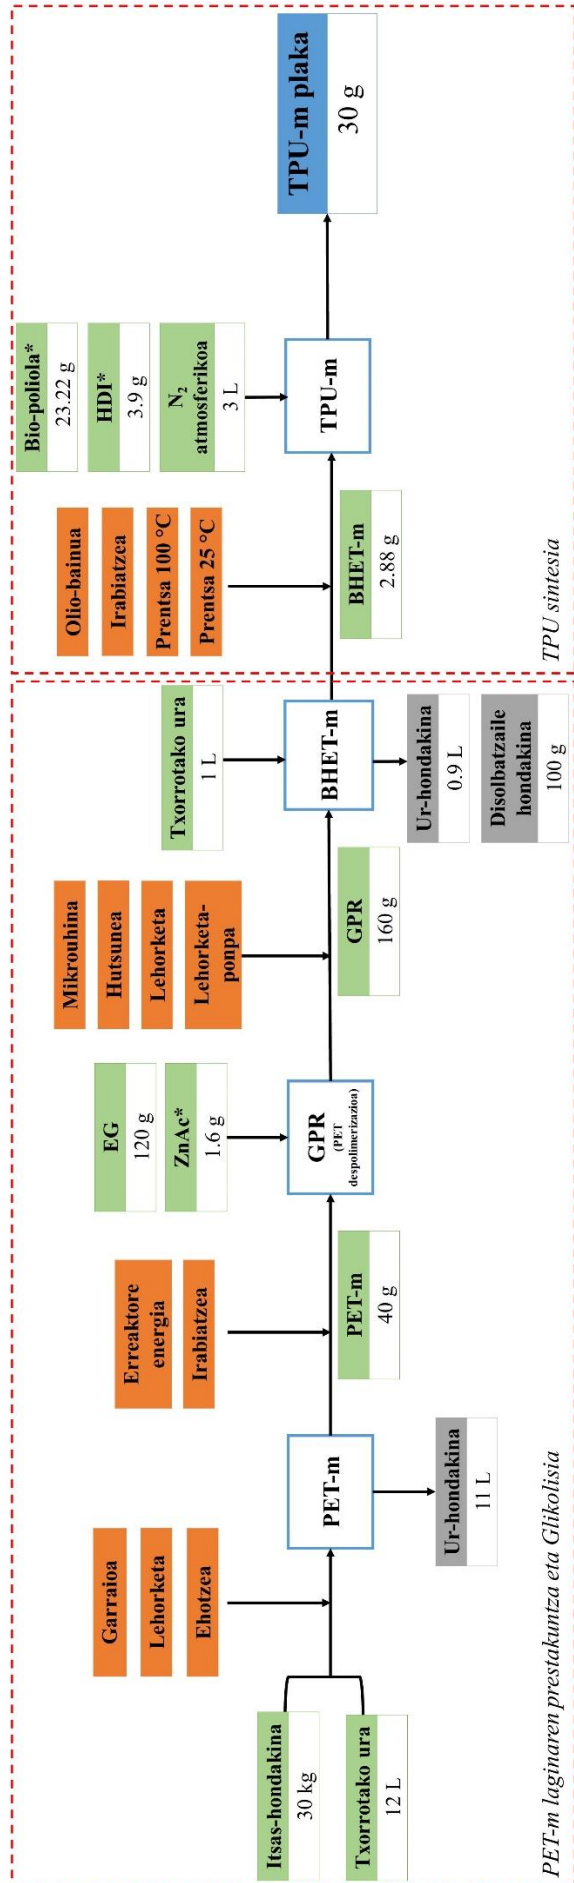 Itsas-hondakina
30 kg
Txorrotako ura
12 L
Garraioa
Lehorketa
Ehotzea
PET-m
Ur-hondakina
11 L
Erreaktore
energia
Irabiatzea
PET-m
40 g
EG
120 g
ZnAc*
1.6 g
GPR
(PET
despolimerizazioa)
Mikrouhina
Hutsunea
Lehorketa
Lehorketa-
ponpa
GPR
160 g
Txorrotako ura
1 L
BHET-m
Ur-hondakina
0.9 L
Disolbatzaile
hondakina
100 g
PET-m laginaren prestakuntza eta Glikolisia
Olio-bainua
Irabiatzea
Prentsa 100 °C
Prentsa 25 °C
BHET-m
2.88 g
Bio-poliola*
23.22 g
HDI*
3.9 g
N₂
atmosferikoa
3 L
TPU-m
TPU-m plaka
30 g
TPU sintesia